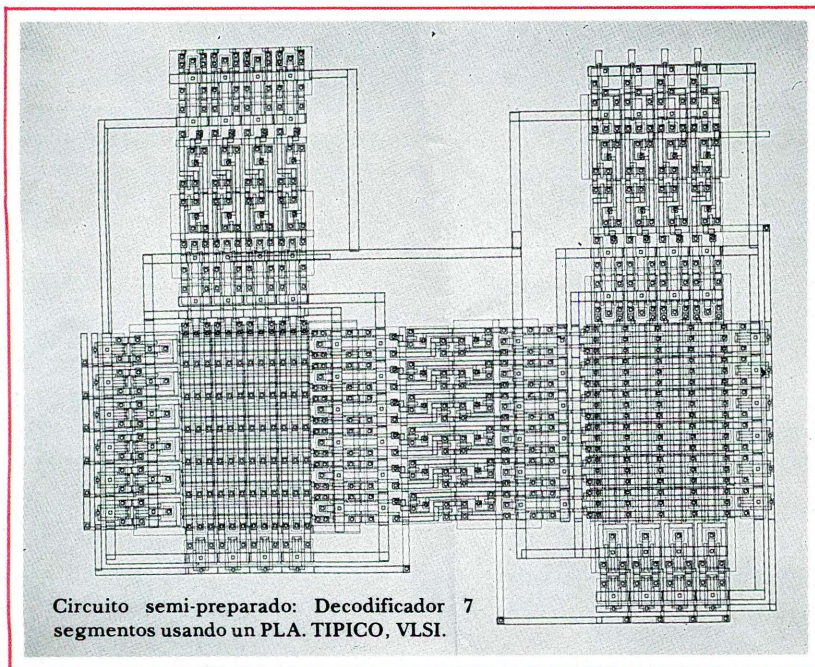 Circuito semi-preparado: Decodificador 7
segmentos usando un PLA. TIPICO, VLSI.